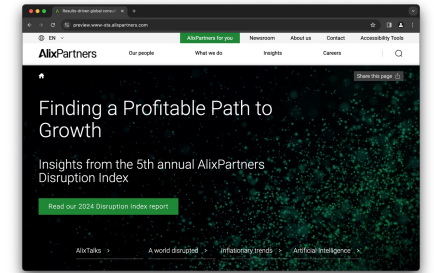 Results-driven global consult
preview.www-sia.alixpartners.com
EN
AlixPartners for you
Newsroom
About us
Contact
Accessibility Tools
AlixPartners
Our people
What we do
Insights
Careers
Share this page
Finding a Profitable Path to
Growth
Insights from the 5th annual AlixPartners
Disruption Index
Read our 2024 Disruption Index report
AlixTalks >
A world disrupted >
Inflationary trends >
Artificial Intelligence >